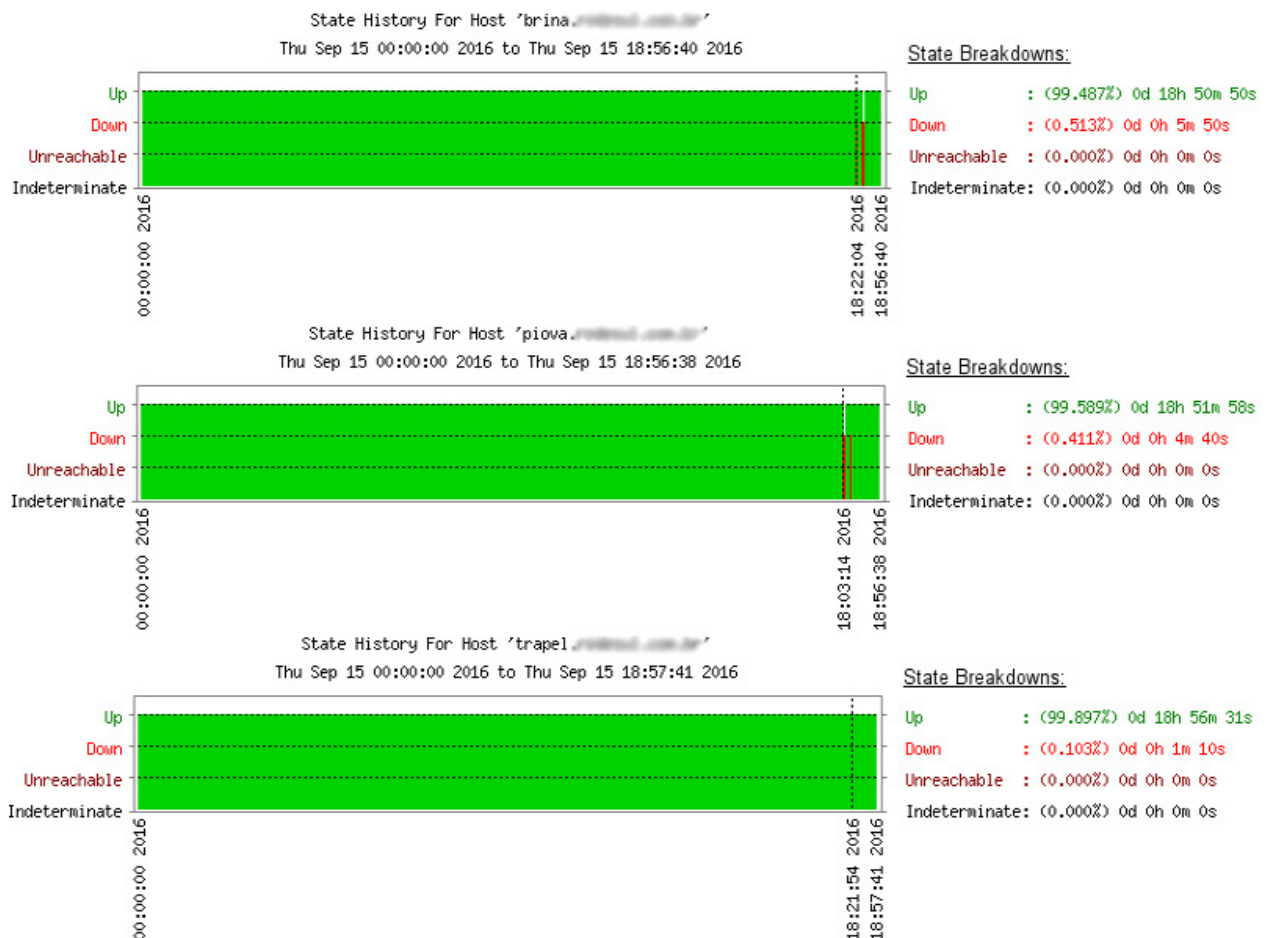 State History For Host 'brina.
Thu Sep 15 00:00:00 2016 to Thu Sep 15 18:56:40 2016
State Breakdowns:
Up : (99.487%) 0d 18h 50m 50s
Down : (0.513%) 0d 0h 5m 50s
Unreachable : (0.000%) 0d 0h 0m 0s
Indeterminate: (0.000%) 0d 0h 0m 0s
Up
Down
Unreachable
Indeterminate
00:00:00 2016
18:22:04 2016
18:56:40 2016
State History For Host 'piova.
Thu Sep 15 00:00:00 2016 to Thu Sep 15 18:56:38 2016
State Breakdowns:
Up : (99.589%) 0d 18h 51m 58s
Down : (0.411%) 0d 0h 4m 40s
Unreachable : (0.000%) 0d 0h 0m 0s
Indeterminate: (0.000%) 0d 0h 0m 0s
Up
Down
Unreachable
Indeterminate
00:00:00 2016
18:03:14 2016
18:56:38 2016
State History For Host 'trapel.
Thu Sep 15 00:00:00 2016 to Thu Sep 15 18:57:41 2016
State Breakdowns:
Up : (99.897%) 0d 18h 56m 31s
Down : (0.103%) 0d 0h 1m 10s
Unreachable : (0.000%) 0d 0h 0m 0s
Indeterminate: (0.000%) 0d 0h 0m 0s
Up
Down
Unreachable
Indeterminate
00:00:00 2016
18:21:54 2016
18:57:41 2016